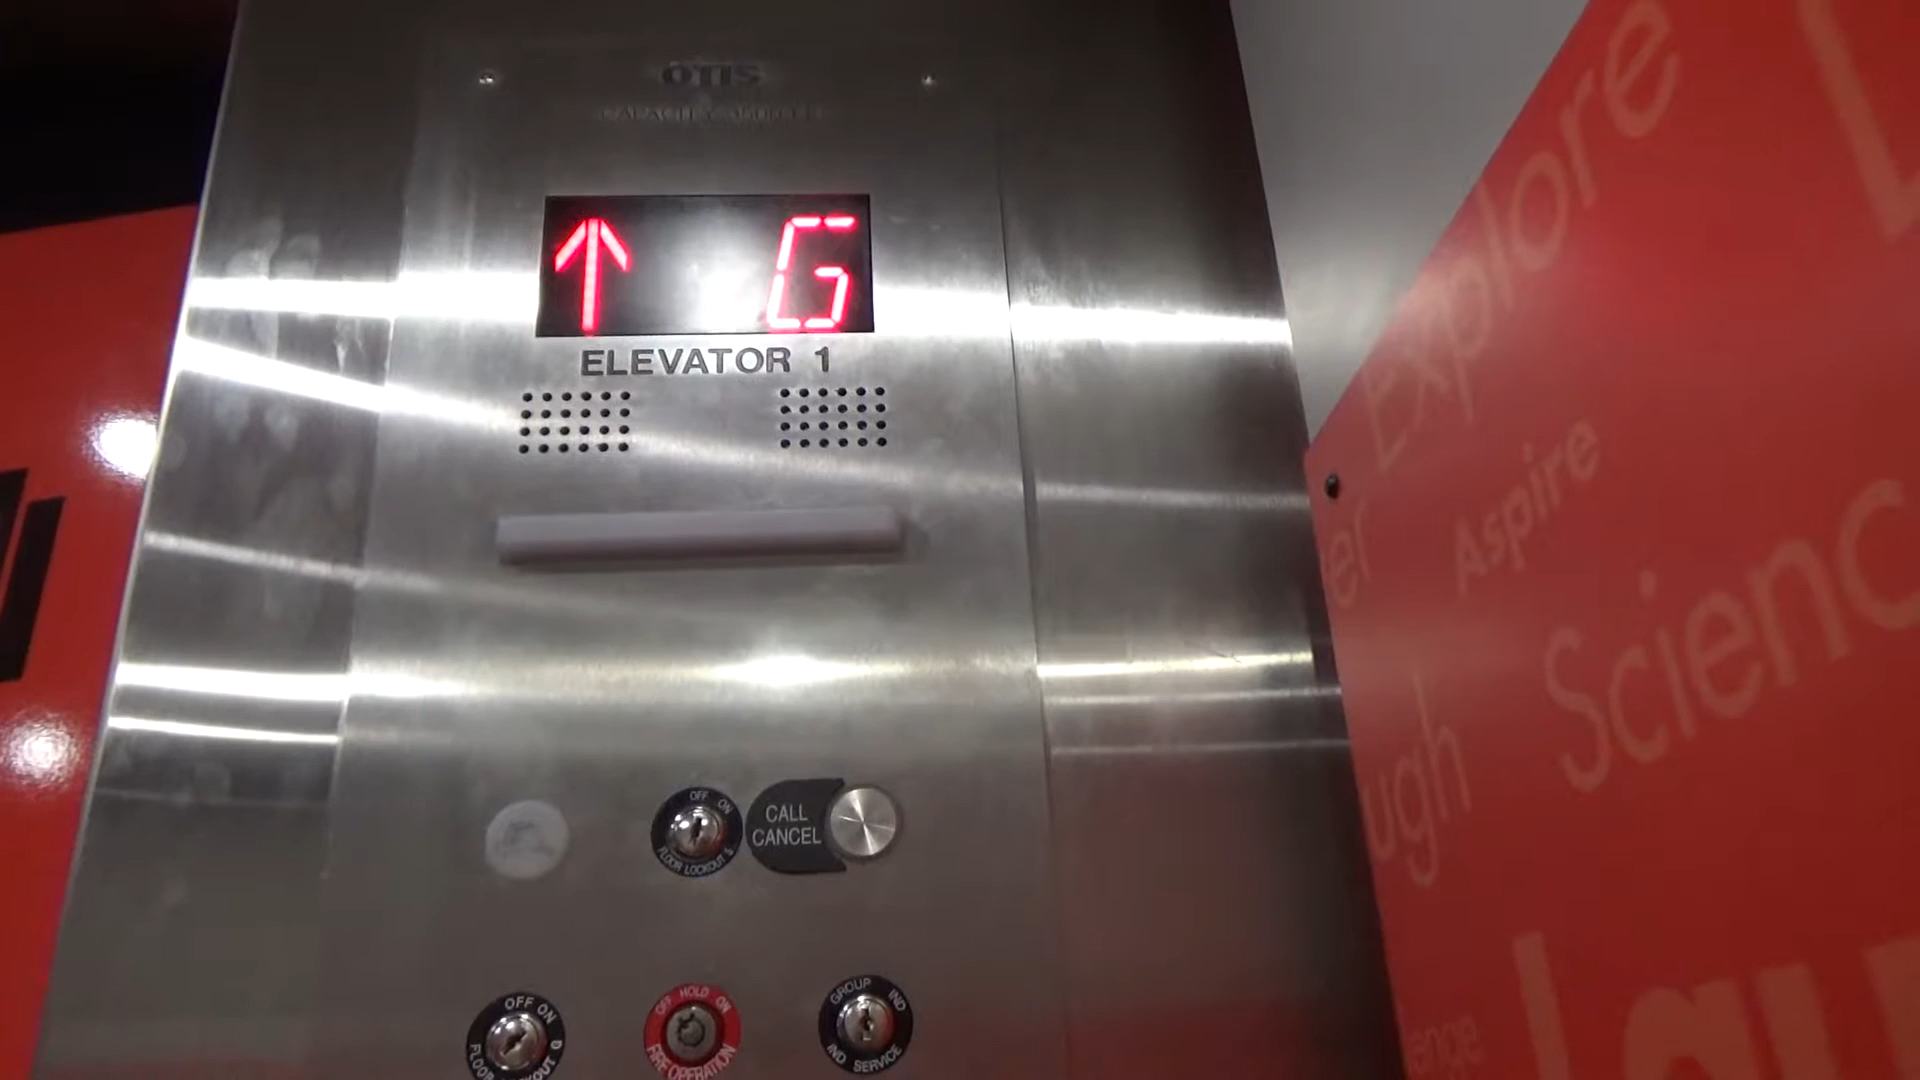 OTIS
CAPACITY
↑ G
ELEVATOR 1
OFF ON
FLOOR LOCKOUT S
CALL
CANCEL
OFF ON
FLOOR LOCKOUT
OFF HOLD ON
FIRE OPERATION
GROUP IND
IND SERVICE
Explore
Aspire
Scienc